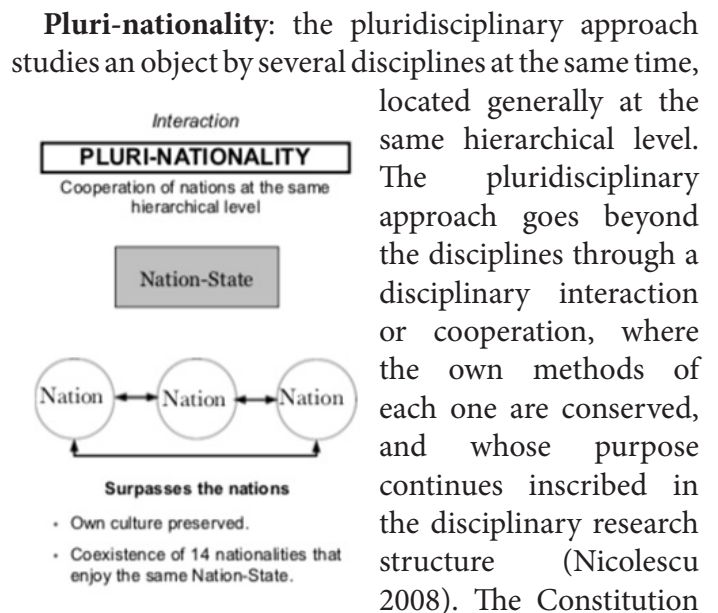 Pluri-nationality: the pluridisciplinary approach
studies an object by several disciplines at the same time,
Interaction
PLURI-NATIONALITY
Cooperation of nations at the same
hierarchical level
Nation-State
Nation
Nation
Nation
Surpasses the nations
• Own culture preserved.
• Coexistence of 14 nationalities that
enjoy the same Nation-State.
located generally at the
same hierarchical level.
The pluridisciplinary
approach goes beyond
the disciplines through a
disciplinary interaction
or cooperation, where
the own methods of
each one are conserved,
and whose purpose
continues inscribed in
the disciplinary research
structure (Nicolescu
2008). The Constitution